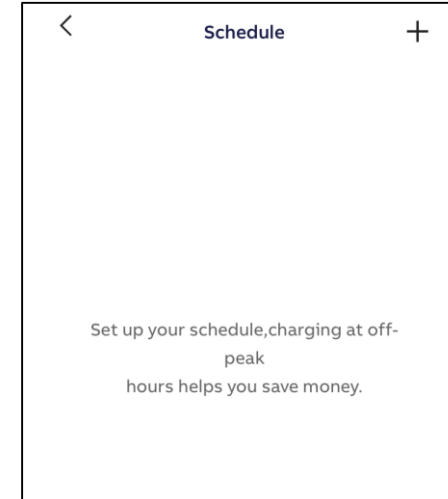 Schedule
Set up your schedule,charging at off-
peak
hours helps you save money.